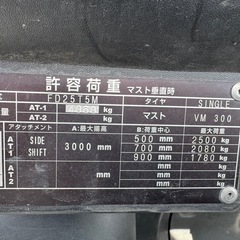 許容荷重 マスト垂直時
FD25T5M タイヤ SINGLE
AT-1 kg マスト VM 300
AT-2 kg
アタッチメント A:最大揚高 B:荷重中心 許容荷重
AT1 SIDE SHIFT 3000 mm 500 mm 2500 kg
700 mm 2080 kg
900 mm 1780 kg
AT2 mm mm kg